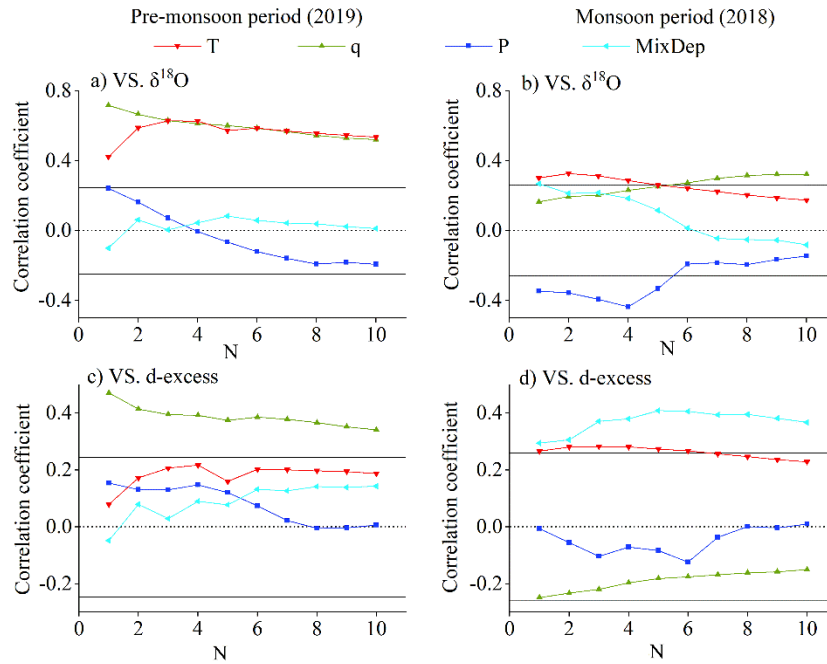 Pre-monsoon period (2019)
Monsoon period (2018)
T
q
P
MixDep
a) VS. δ¹⁸O
b) VS. δ¹⁸O
Correlation coefficient
0.8
0.4
0.0
-0.4
0 2 4 6 8 10
N
Correlation coefficient
0.8
0.4
0.0
-0.4
0 2 4 6 8 10
N
c) VS. d-excess
d) VS. d-excess
Correlation coefficient
0.4
0.2
0.0
-0.2
0 2 4 6 8 10
N
Correlation coefficient
0.4
0.2
0.0
-0.2
0 2 4 6 8 10
N